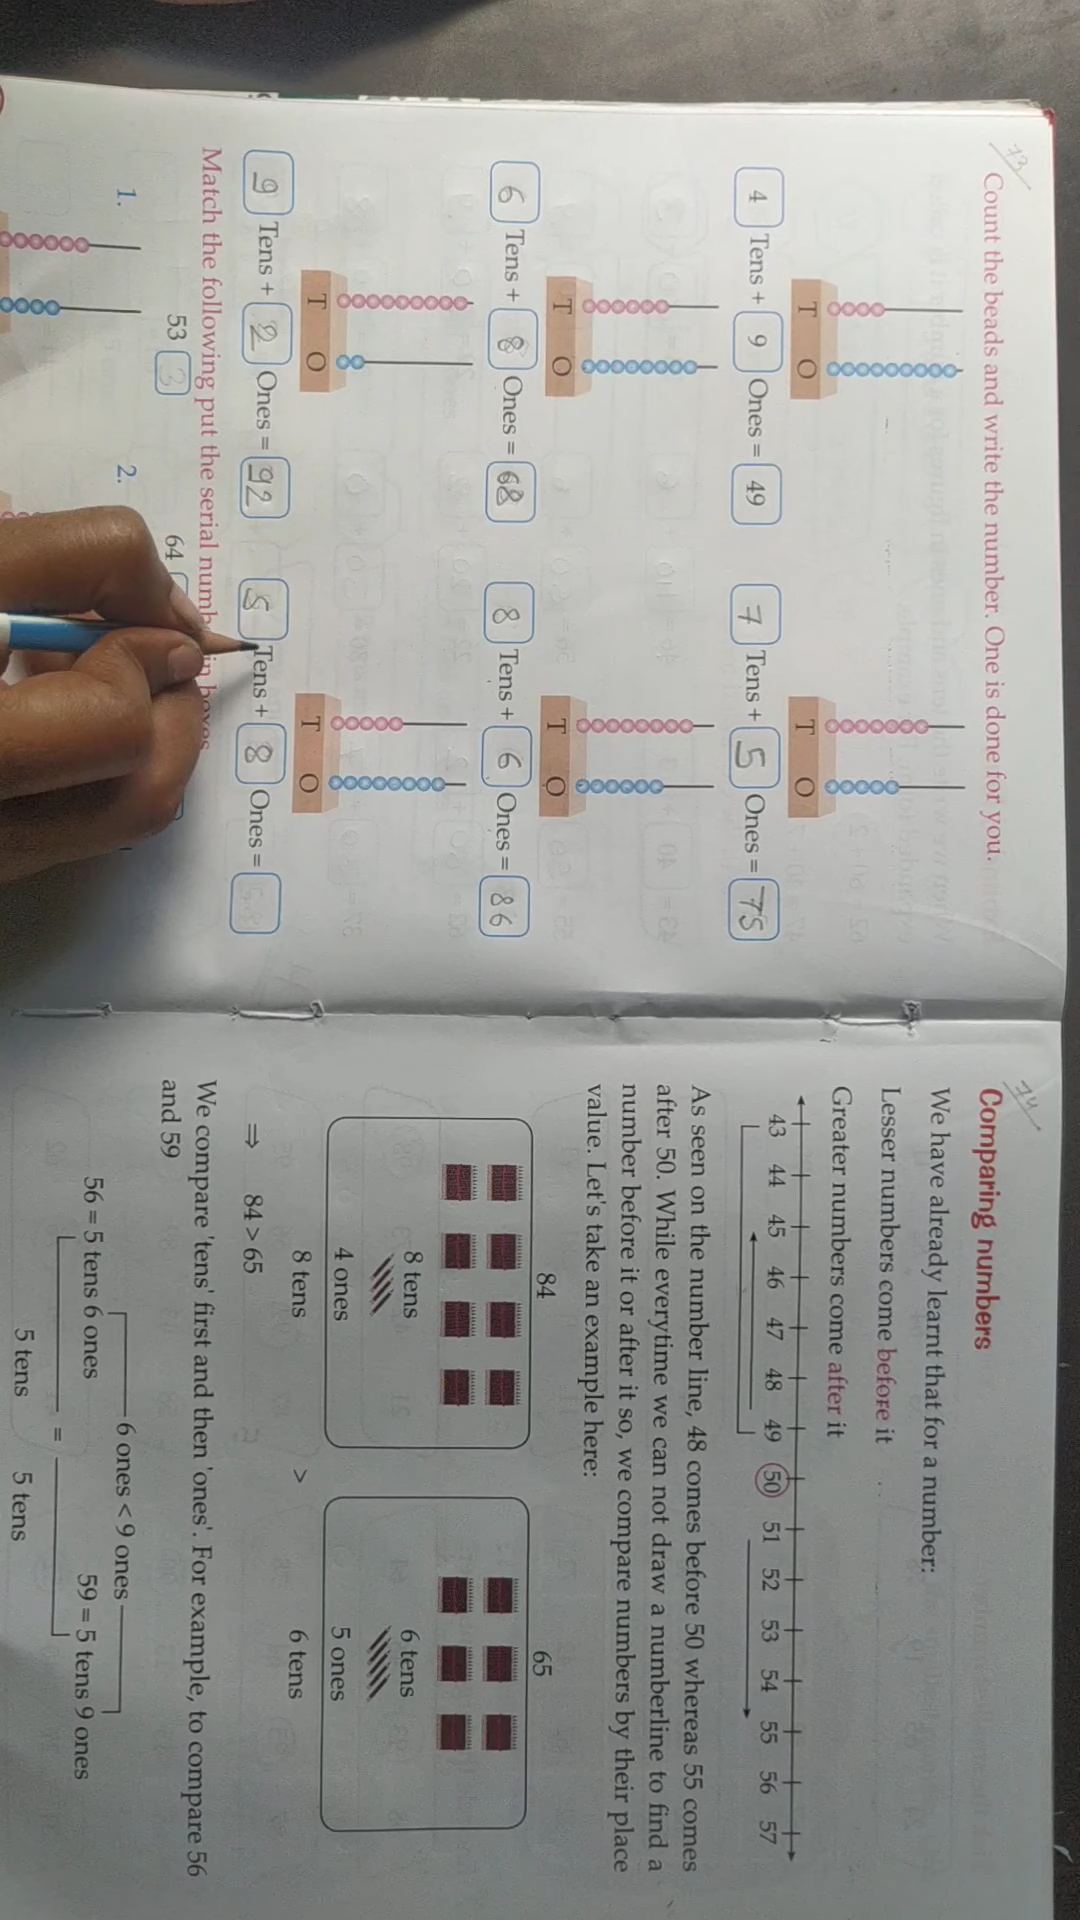 73
Count the beads and write the number. One is done for you.
T O T O
4 Tens + 9 Ones = 49 7 Tens + 5 Ones = 75
T O T O
6 Tens + 8 Ones = 68 8 Tens + 6 Ones = 86
T O T O
9 Tens + 2 Ones = 92 5 Tens + 8 Ones =
Match the following put the serial numb in boxes
1. 2.
53 3 64
74
Comparing numbers
We have already learnt that for a number:
Lesser numbers come before it
Greater numbers come after it
43 44 45 46 47 48 49 50 51 52 53 54 55 56 57
As seen on the number line, 48 comes before 50 whereas 55 comes
after 50. While everytime we can not draw a numberline to find a
number before it or after it so, we compare numbers by their place
value. Let's take an example here:
84 65
8 tens 6 tens
4 ones 5 ones
8 tens > 6 tens
⇒ 84 > 65
We compare 'tens' first and then 'ones'. For example, to compare 56
and 59
6 ones < 9 ones
56 = 5 tens 6 ones 59 = 5 tens 9 ones
=
5 tens 5 tens